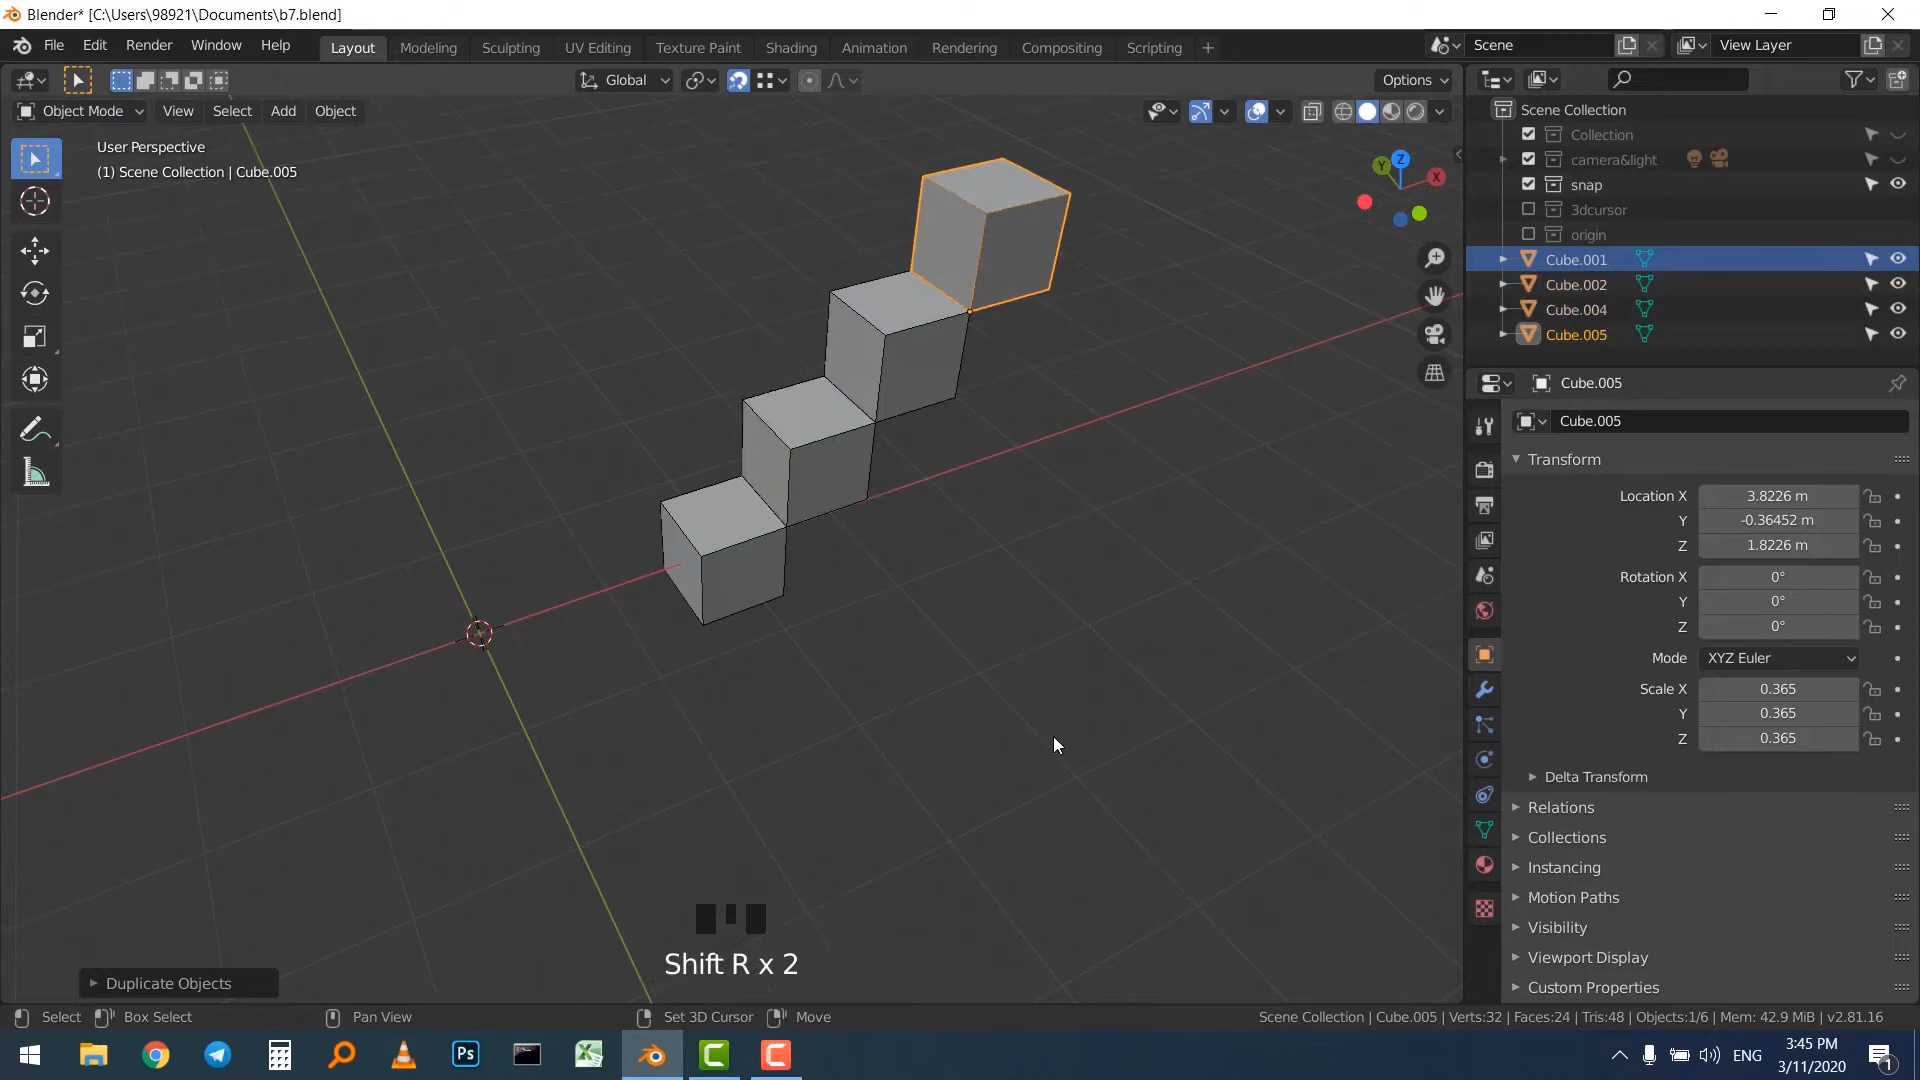 Blender* [C:\Users\98921\Documents\b7.blend]
File Edit Render Window Help
Layout Modeling Sculpting UV Editing Texture Paint Shading Animation Rendering Compositing Scripting +
Scene
View Layer
Global
Options
Object Mode View Select Add Object
User Perspective
(1) Scene Collection | Cube.005
Z
Y
X
Scene Collection
Collection
camera&light
snap
3dcursor
origin
Cube.001
Cube.002
Cube.004
Cube.005
Cube.005
Cube.005
Transform
Location X 3.8226 m
Y -0.36452 m
Z 1.8226 m
Rotation X 0°
Y 0°
Z 0°
Mode XYZ Euler
Scale X 0.365
Y 0.365
Z 0.365
Delta Transform
Relations
Collections
Instancing
Motion Paths
Visibility
Viewport Display
Custom Properties
Shift R x 2
Duplicate Objects
Select Box Select Pan View Set 3D Cursor Move
Scene Collection | Cube.005 | Verts:32 | Faces:24 | Tris:48 | Objects:1/6 | Mem: 42.9 MiB | v2.81.16
Ps
ENG
3:45 PM
3/11/2020
1